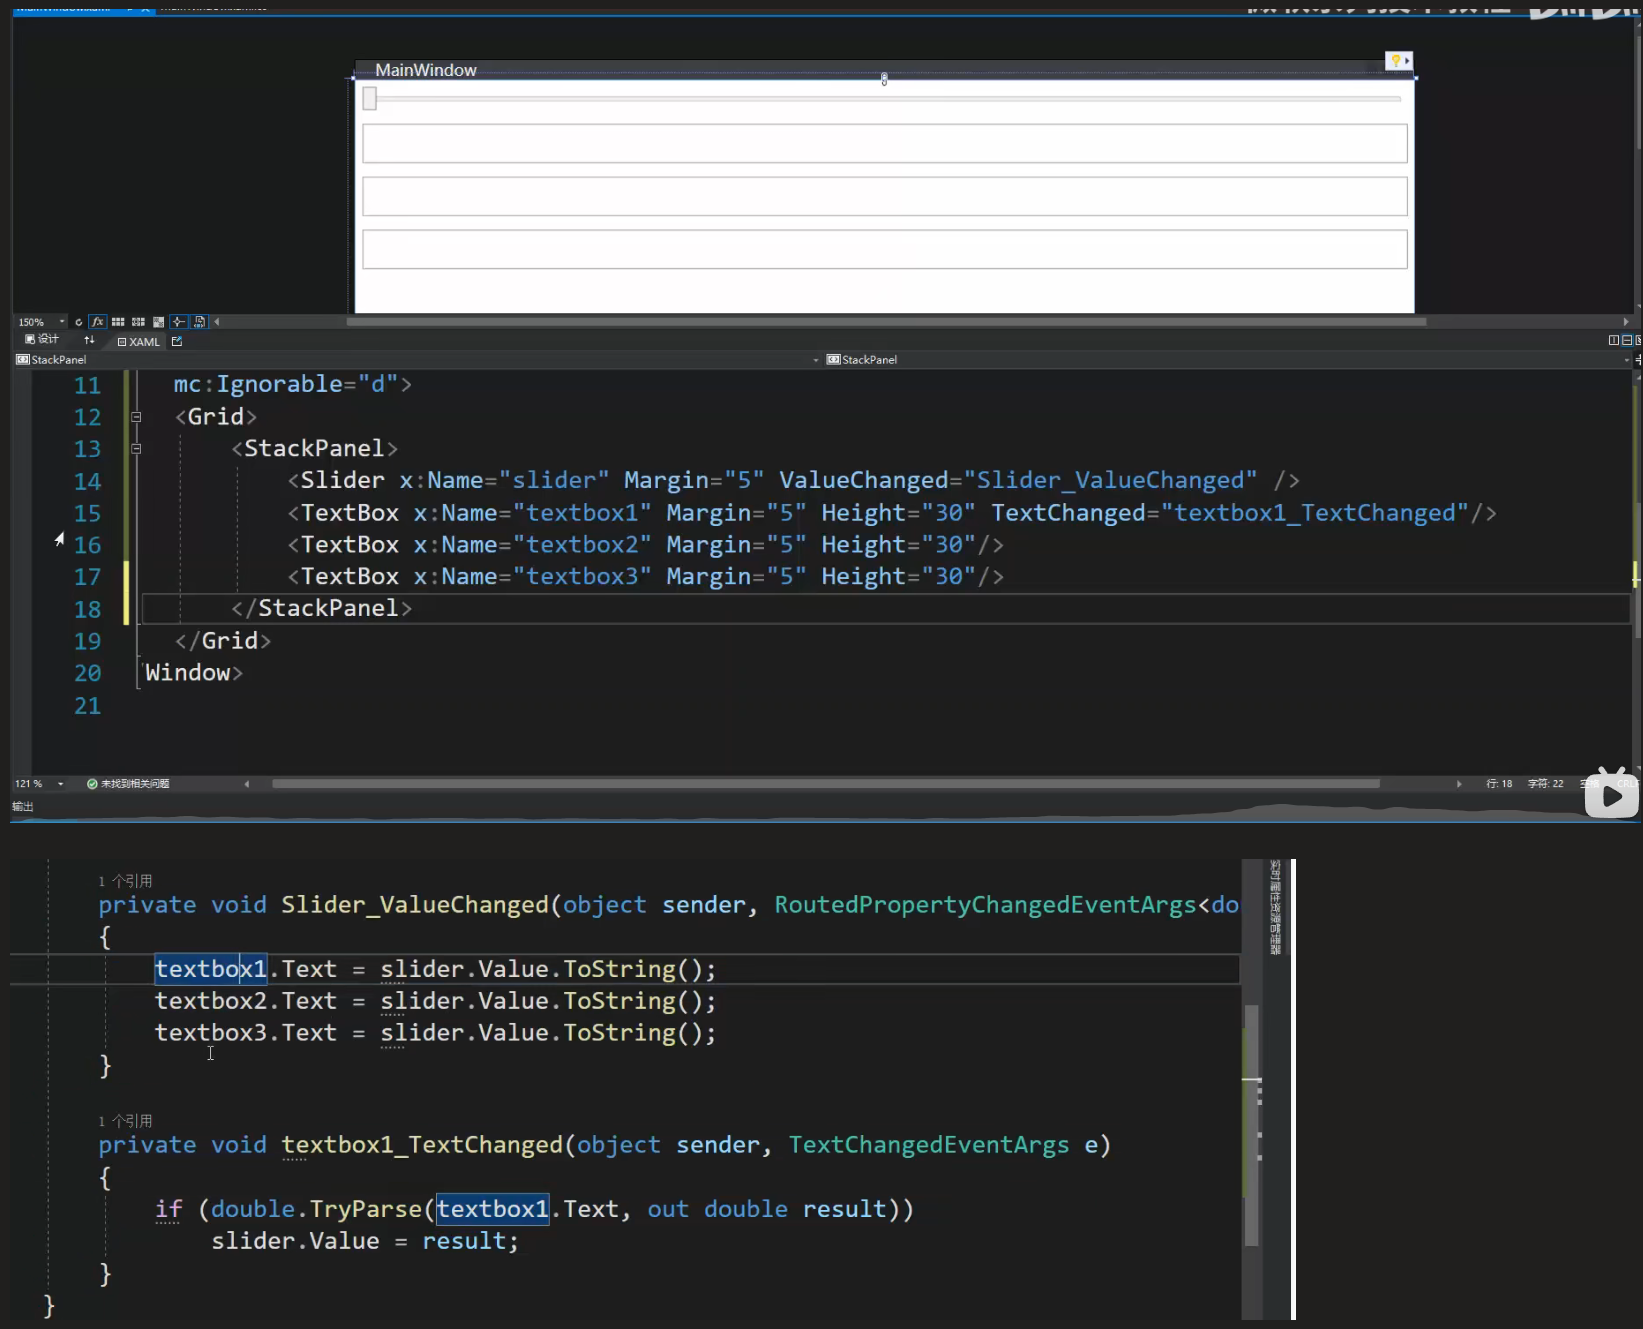 MainWindow
150%
设计
XAML
StackPanel
StackPanel
11 mc:Ignorable="d">
12 <Grid>
13 <StackPanel>
14 <Slider x:Name="slider" Margin="5" ValueChanged="Slider_ValueChanged" />
15 <TextBox x:Name="textbox1" Margin="5" Height="30" TextChanged="textbox1_TextChanged"/>
16 <TextBox x:Name="textbox2" Margin="5" Height="30"/>
17 <TextBox x:Name="textbox3" Margin="5" Height="30"/>
18 </StackPanel>
19 </Grid>
20 Window>
21
121 % 未找到相关问题 行: 18 字符: 22
输出
1 个引用
private void Slider_ValueChanged(object sender, RoutedPropertyChangedEventArgs<do
{
textbox1.Text = slider.Value.ToString();
textbox2.Text = slider.Value.ToString();
textbox3.Text = slider.Value.ToString();
}
1 个引用
private void textbox1_TextChanged(object sender, TextChangedEventArgs e)
{
if (double.TryParse(textbox1.Text, out double result))
slider.Value = result;
}
}